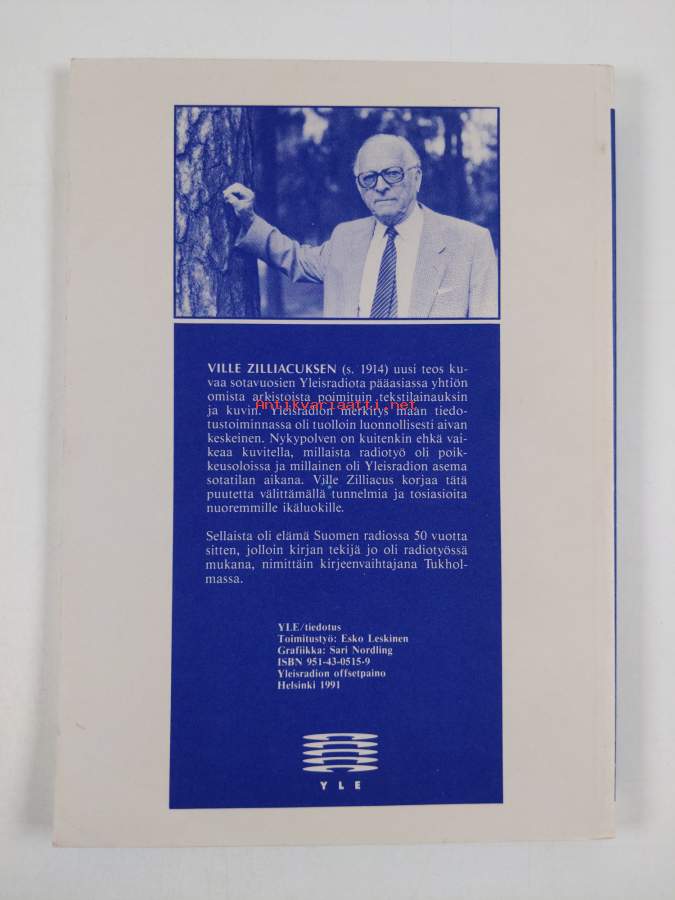 VILLE ZILLIACUKSEN (s. 1914) uusi teos ku-
vaa sotavuosien Yleisradiota pääasiassa yhtiön
omista arkistoista poimituin tekstilainauksin
ja kuvin. Yleisradion merkitys maan tiedo-
Antikvariaatti.net
tustoiminnassa oli tuolloin luonnollisesti aivan
keskeinen. Nykypolven on kuitenkin ehkä vai-
keaa kuvitella, millaista radiotyö oli poik-
keusoloissa ja millainen oli Yleisradion asema
sotatilan aikana. Ville Zilliacus korjaa tätä
puutetta välittämällä tunnelmia ja tosiasioita
nuoremmille ikäluokille.
Sellaista oli elämä Suomen radiossa 50 vuotta
sitten, jolloin kirjan tekijä jo oli radiotyössä
mukana, nimittäin kirjeenvaihtajana Tukhol-
massa.
YLE/tiedotus
Toimitustyö: Esko Leskinen
Grafiikka: Sari Nordling
ISBN 951-43-0515-9
Yleisradion offsetpaino
Helsinki 1991
YLE